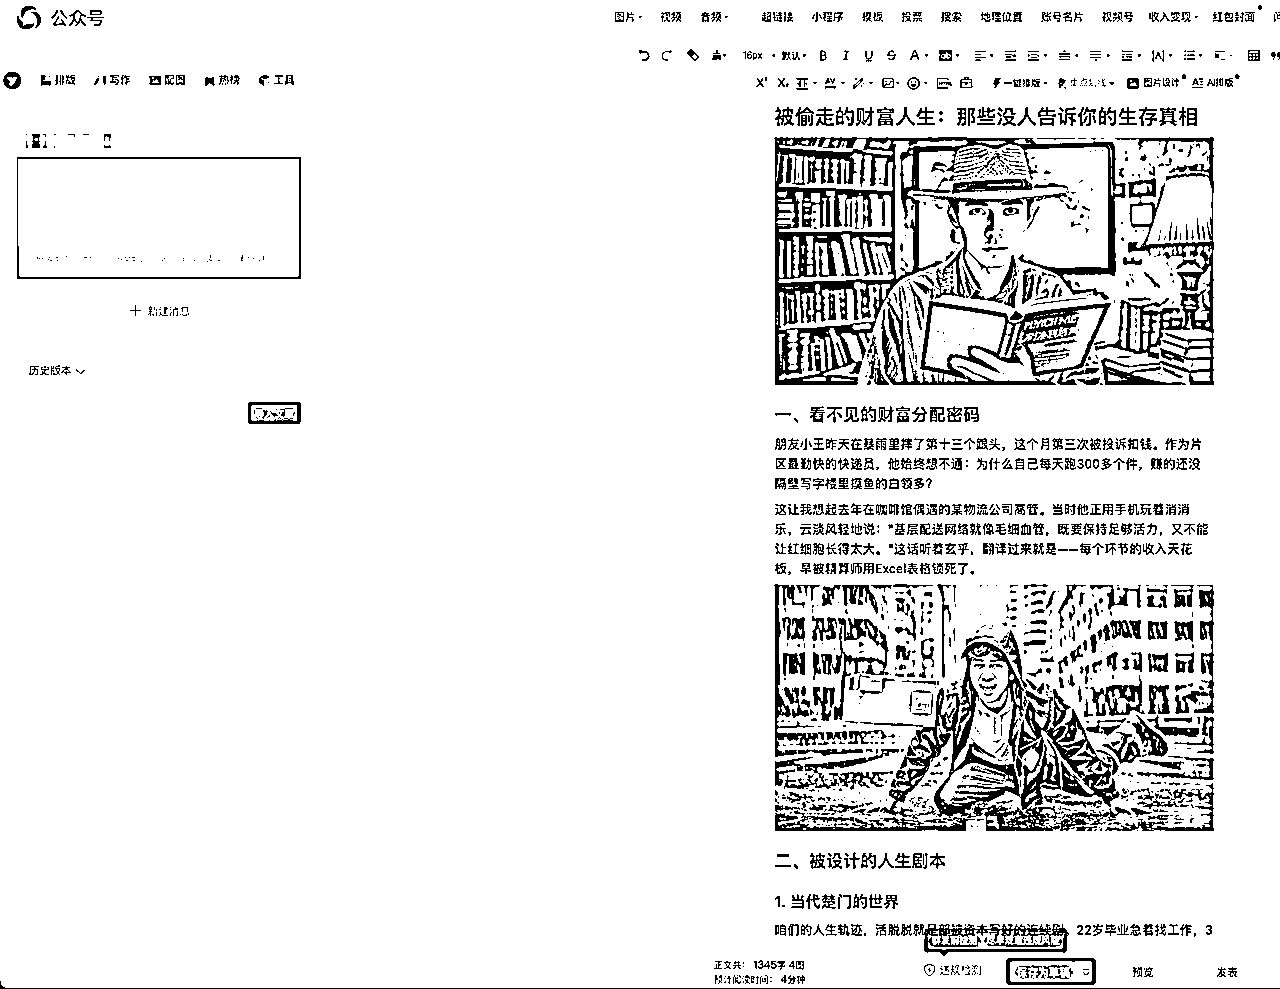 公众号
图片 视频 音频 超链接 小程序 模板 投票 搜索 地理位置 账号名片 视频号 收入变现 红包封面
16px 默认 B I U S A
排版 写作 配图 热榜 工具
一键排版 图片设计 AI排版
被偷走的财富人生：那些没人告诉你的生存真相
新建消息
历史版本
一、看不见的财富分配密码
朋友小王昨天在暴雨里摔了第十三个跟头，这个月第三次被投诉扣钱。作为片
区最勤快的快递员，他始终想不通：为什么自己每天跑300多个件，赚的还没
隔壁写字楼里摸鱼的白领多？
这让我想起去年在咖啡馆偶遇的某物流公司高管。当时他正用手机玩着消消
乐，云淡风轻地说："基层配送网络就像毛细血管，既要保持足够活力，又不能
让红细胞长得太大。"这话听着玄乎，翻译过来就是——每个环节的收入天花
板，早被精算师用Excel表格锁死了。
二、被设计的人生剧本
1. 当代楚门的世界
咱们的人生轨迹，活脱脱就是部被资本写好的连续剧。22岁毕业急着找工作，3
正文共： 1345字 4图
预计阅读时间： 4分钟
违规检测 保存为草稿 预览 发表